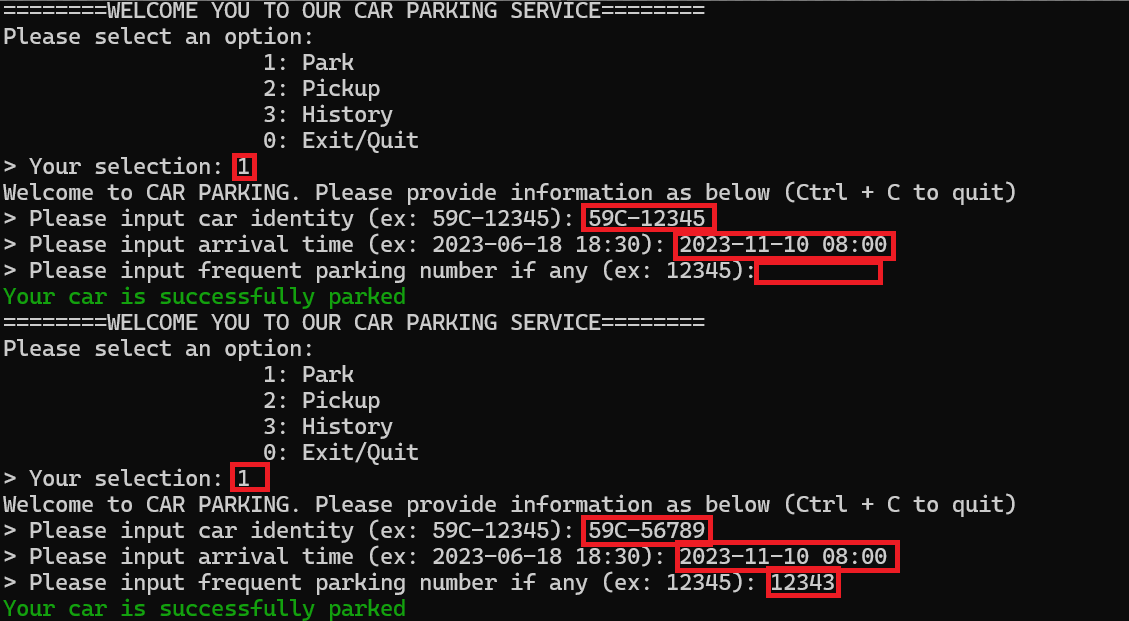 ========WELCOME YOU TO OUR CAR PARKING SERVICE========
Please select an option:
1: Park
2: Pickup
3: History
0: Exit/Quit
> Your selection: 1
Welcome to CAR PARKING. Please provide information as below (Ctrl + C to quit)
> Please input car identity (ex: 59C-12345): 59C-12345
> Please input arrival time (ex: 2023-06-18 18:30): 2023-11-10 08:00
> Please input frequent parking number if any (ex: 12345):
Your car is successfully parked
========WELCOME YOU TO OUR CAR PARKING SERVICE========
Please select an option:
1: Park
2: Pickup
3: History
0: Exit/Quit
> Your selection: 1
Welcome to CAR PARKING. Please provide information as below (Ctrl + C to quit)
> Please input car identity (ex: 59C-12345): 59C-56789
> Please input arrival time (ex: 2023-06-18 18:30): 2023-11-10 08:00
> Please input frequent parking number if any (ex: 12345): 12343
Your car is successfully parked